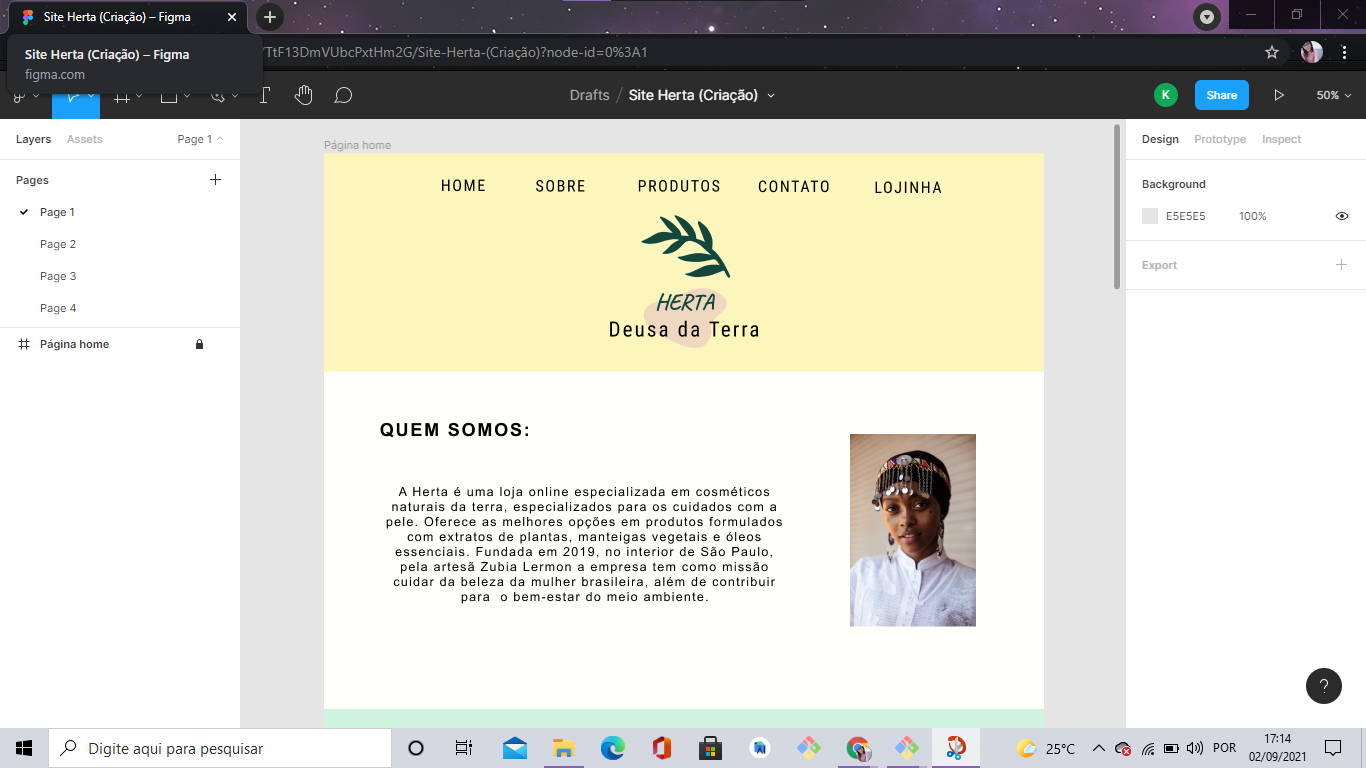 Site Herta (Criação) – Figma
Site Herta (Criação) – Figma
figma.com
/TtF13DmVUbcPxtHm2G/Site-Herta-(Criação)?node-id=0%3A1
Drafts / Site Herta (Criação)
K
Share
50%
Layers Assets Page 1
Pages
Page 1
Page 2
Page 3
Page 4
Página home
Página home
HOME SOBRE PRODUTOS CONTATO LOJINHA
HERTA
Deusa da Terra
QUEM SOMOS:
A Herta é uma loja online especializada em cosméticos
naturais da terra, especializados para os cuidados com a
pele. Oferece as melhores opções em produtos formulados
com extratos de plantas, manteigas vegetais e óleos
essenciais. Fundada em 2019, no interior de São Paulo,
pela artesã Zubia Lermon a empresa tem como missão
cuidar da beleza da mulher brasileira, além de contribuir
para  o bem-estar do meio ambiente.
Design Prototype Inspect
Background
E5E5E5 100%
Export
?
Digite aqui para pesquisar
25°C
POR
17:14
02/09/2021